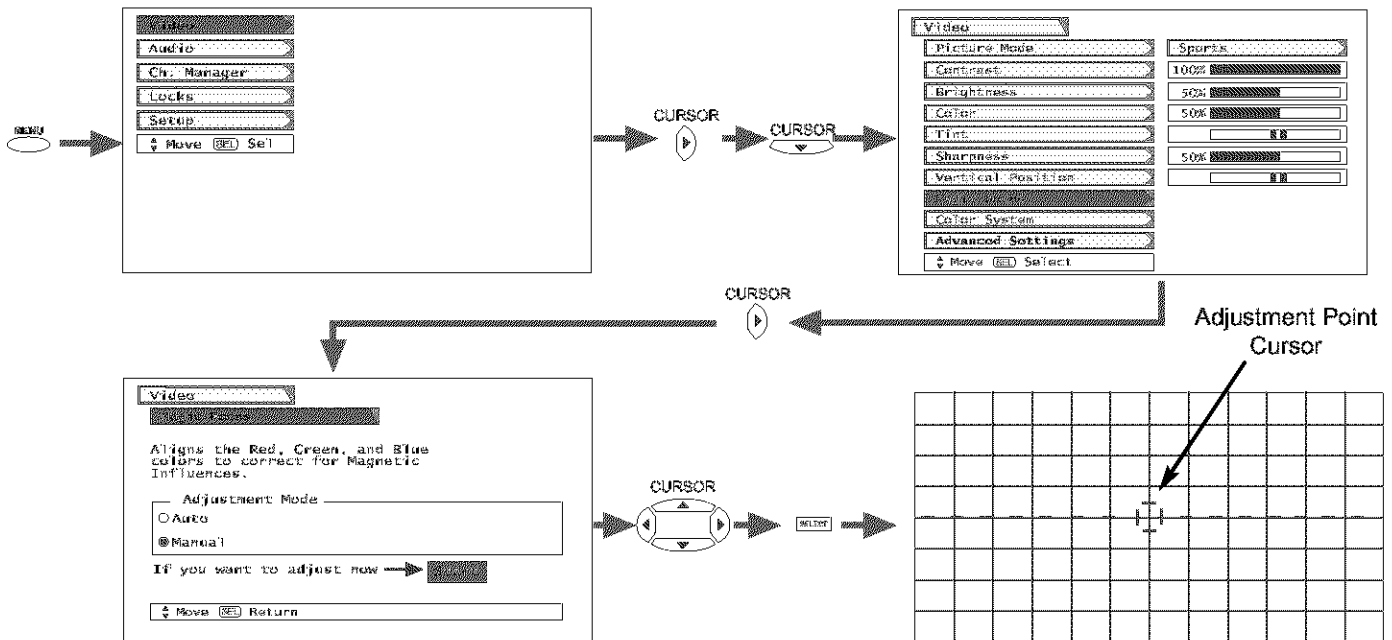 MENU
Video
Audio
Ch. Manager
Locks
Setup
Move SEL Sel
CURSOR
CURSOR
Video
Picture Mode
Sports
Contrast
100%
Brightness
50%
Color
50%
Tint
Sharpness
50%
Vertical Position
Color System
Advanced Settings
Move SEL Select
CURSOR
Adjustment Point
Cursor
Video
Magic Focus
Aligns the Red, Green, and Blue
colors to correct for Magnetic
Influences.
Adjustment Mode
Auto
Manual
If you want to adjust now
Move SEL Return
CURSOR
SELECT